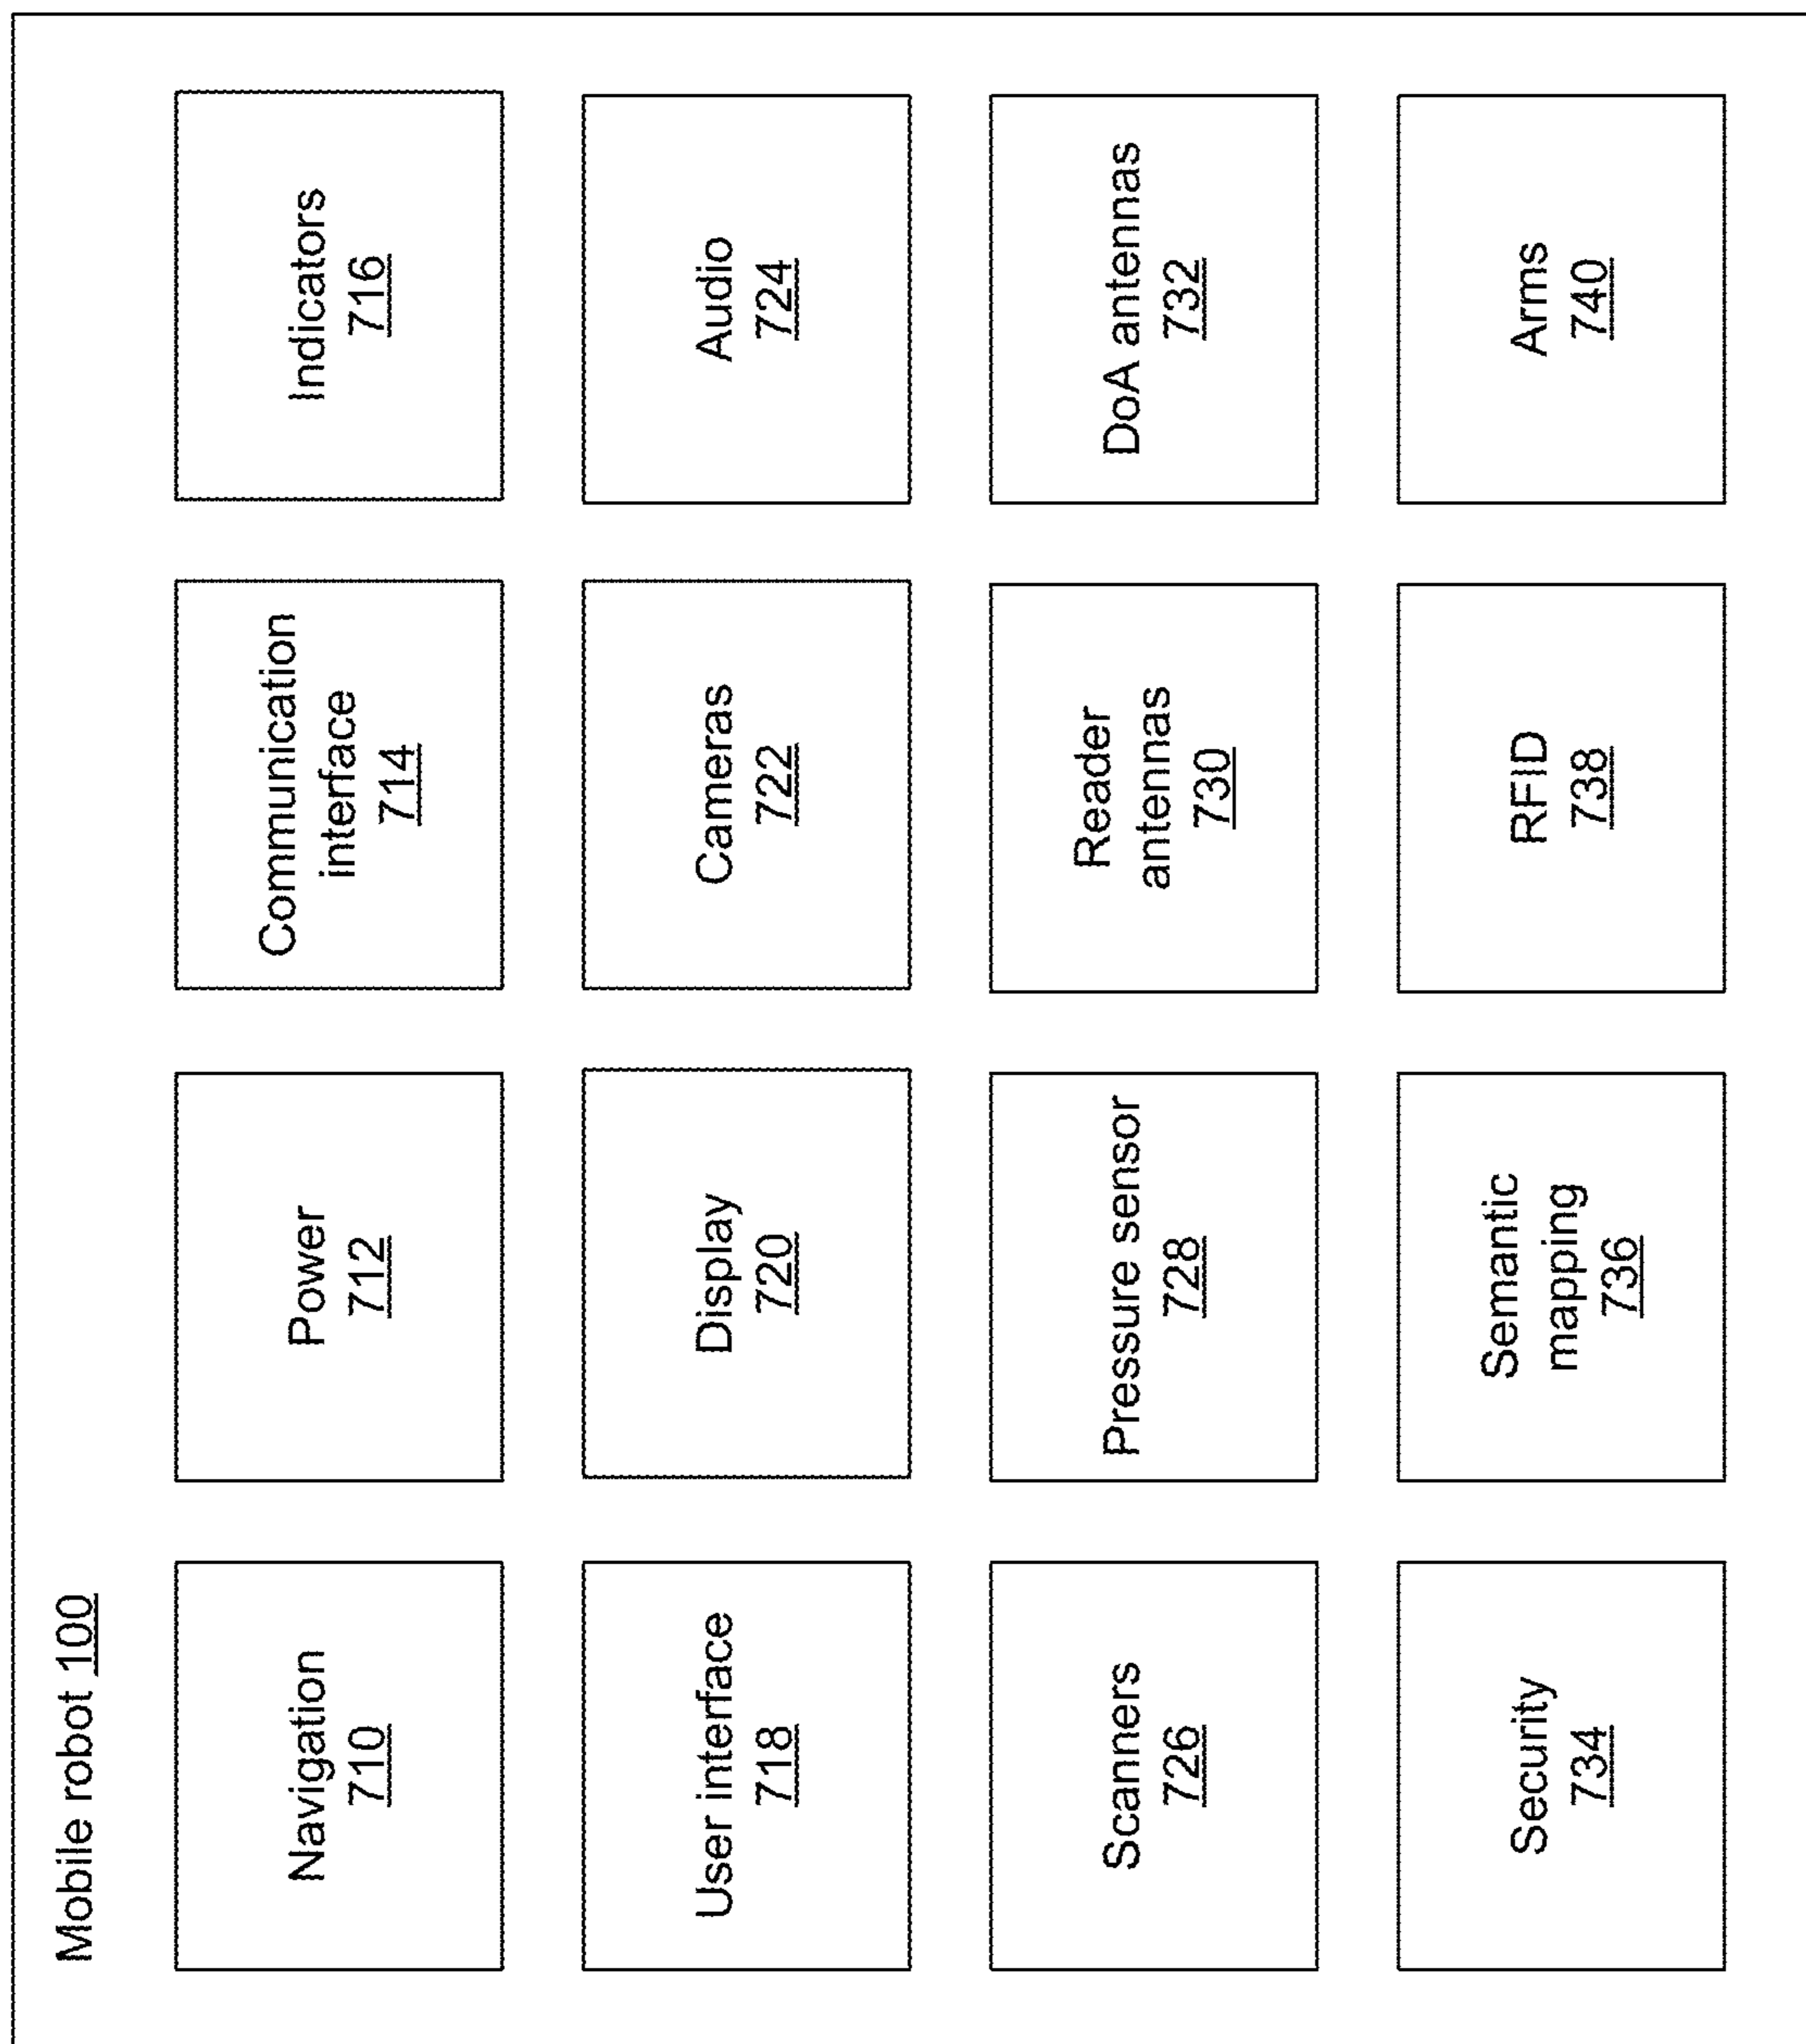 Mobile robot 100
Navigation
710
Power
712
Communication
interface
714
Indicators
716
User interface
718
Display
720
Cameras
722
Audio
724
Scanners
726
Pressure sensor
728
Reader
antennas
730
DoA antennas
732
Security
734
Semantic
mapping
736
RFID
738
Arms
740